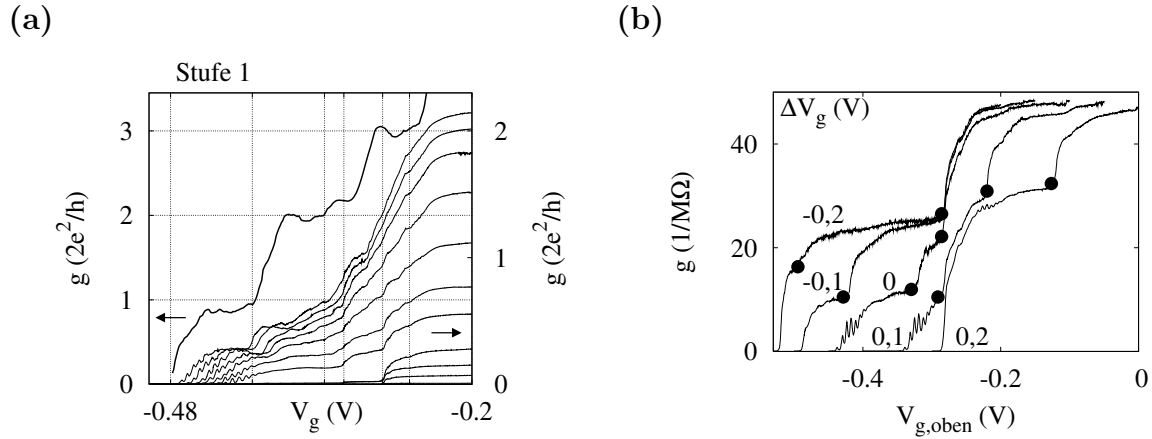 (a)
Stufe 1
3
2
1
0
g (2e²/h)
2
1
0
g (2e²/h)
-0.48
V_g (V)
-0.2
(b)
ΔV_g (V)
40
20
0
g (1/MΩ)
-0,2
-0,1
0
0,1
0,2
-0.4
-0.2
0
V_g,oben (V)